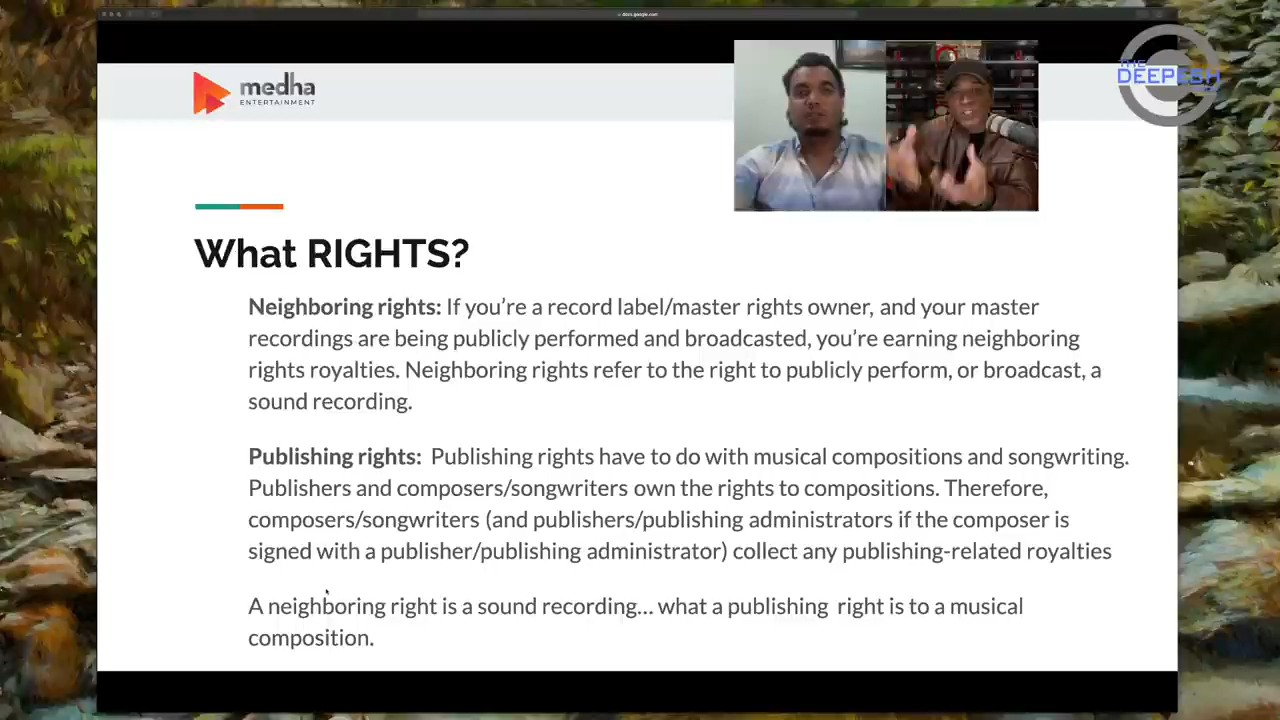 docs.google.com
medha
ENTERTAINMENT
THE
DEEPESH
What RIGHTS?
Neighboring rights: If you’re a record label/master rights owner, and your master
recordings are being publicly performed and broadcasted, you’re earning neighboring
rights royalties. Neighboring rights refer to the right to publicly perform, or broadcast, a
sound recording.
Publishing rights:  Publishing rights have to do with musical compositions and songwriting.
Publishers and composers/songwriters own the rights to compositions. Therefore,
composers/songwriters (and publishers/publishing administrators if the composer is
signed with a publisher/publishing administrator) collect any publishing-related royalties
A neighboring right is a sound recording... what a publishing  right is to a musical
composition.